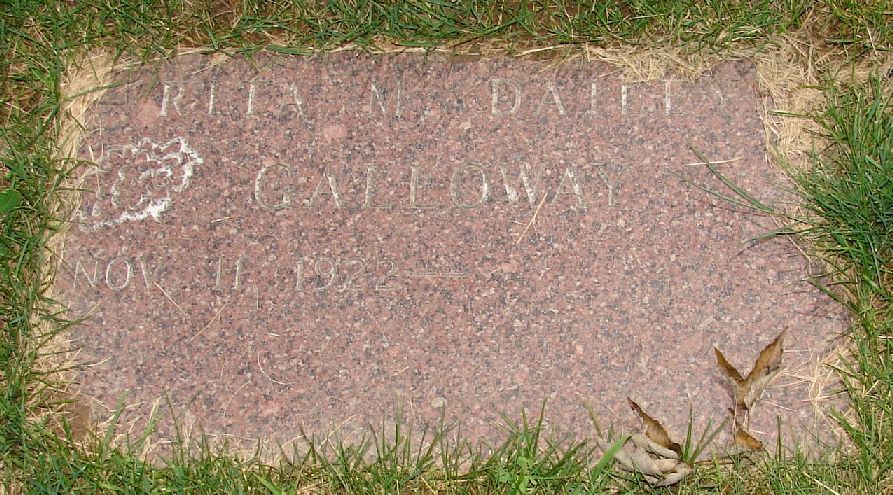 RITA M. DAILEY
GALLOWAY
NOV. 11, 1922 —